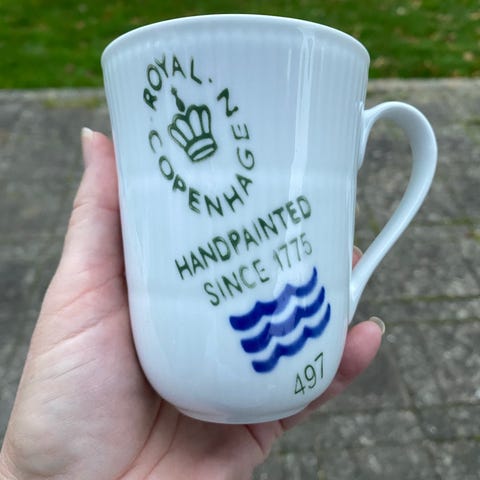 ROYAL.
COPENHAGEN
HANDPAINTED
SINCE 1775
497